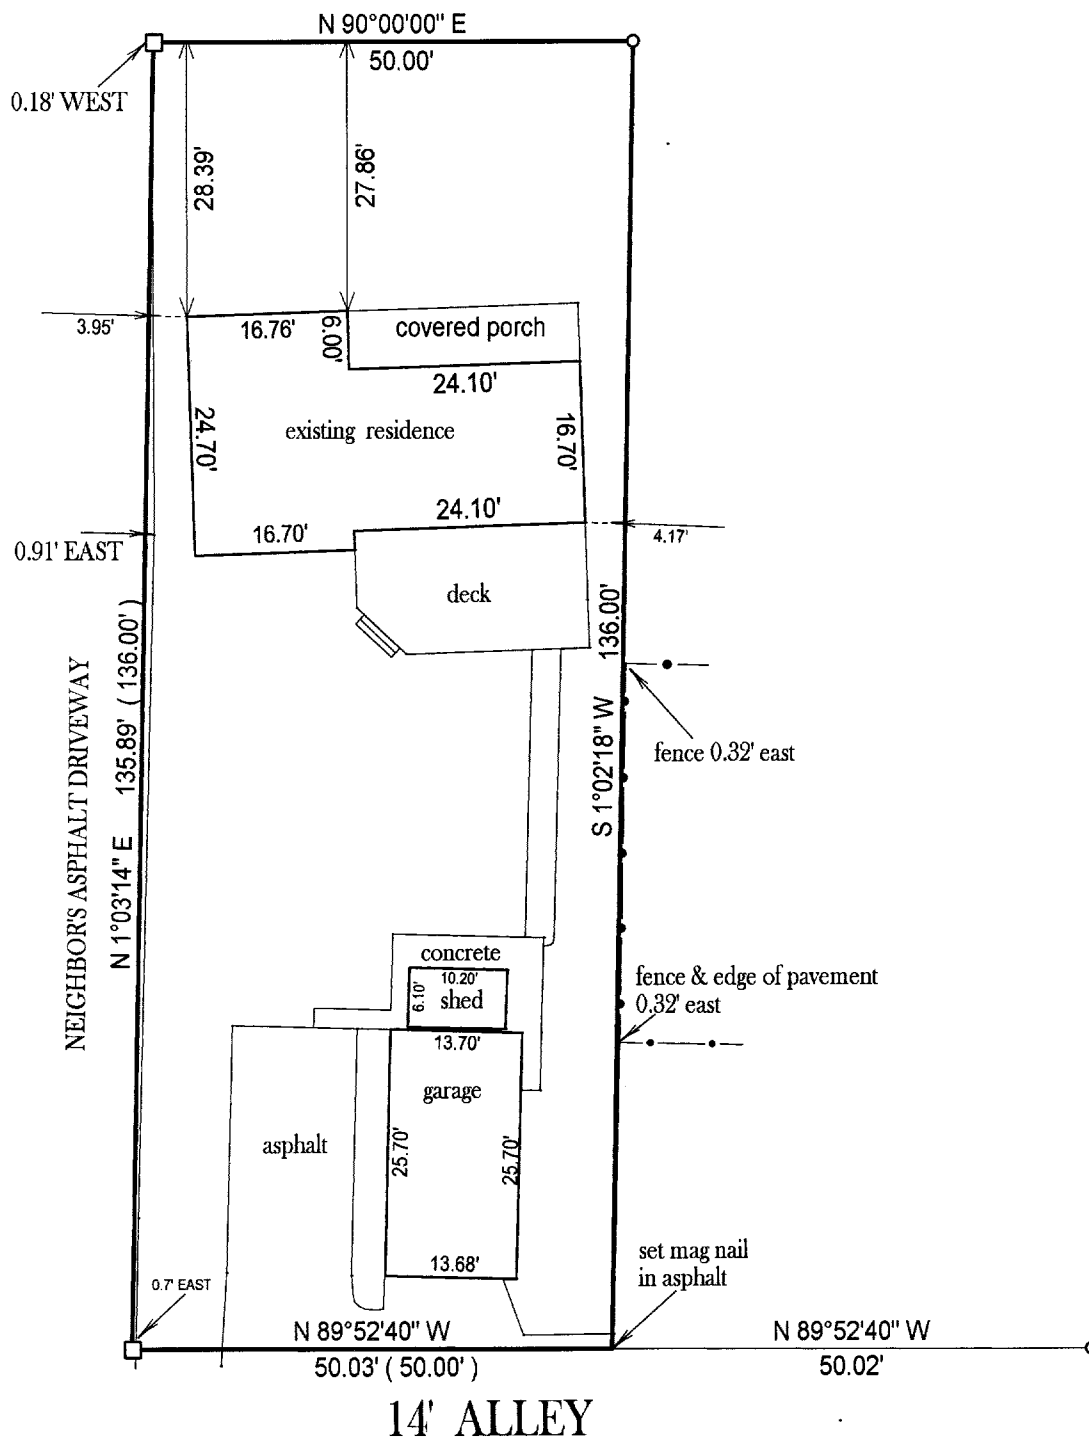 N 90°00'00" E
50.00'
0.18' WEST
28.39'
27.86'
3.95'
16.76'
6.00'
covered porch
24.10'
24.70'
existing residence
16.70'
24.10'
16.70'
0.91' EAST
4.17'
deck
136.00'
S 1°02'18" W
NEIGHBOR'S ASPHALT DRIVEWAY
N 1°03'14" E 135.89' ( 136.00' )
fence 0.32' east
concrete
10.20'
6.10'
shed
fence & edge of pavement
0.32' east
13.70'
garage
asphalt
25.70'
25.70'
13.68'
set mag nail
in asphalt
0.7' EAST
N 89°52'40" W
50.03' ( 50.00' )
N 89°52'40" W
50.02'
14' ALLEY